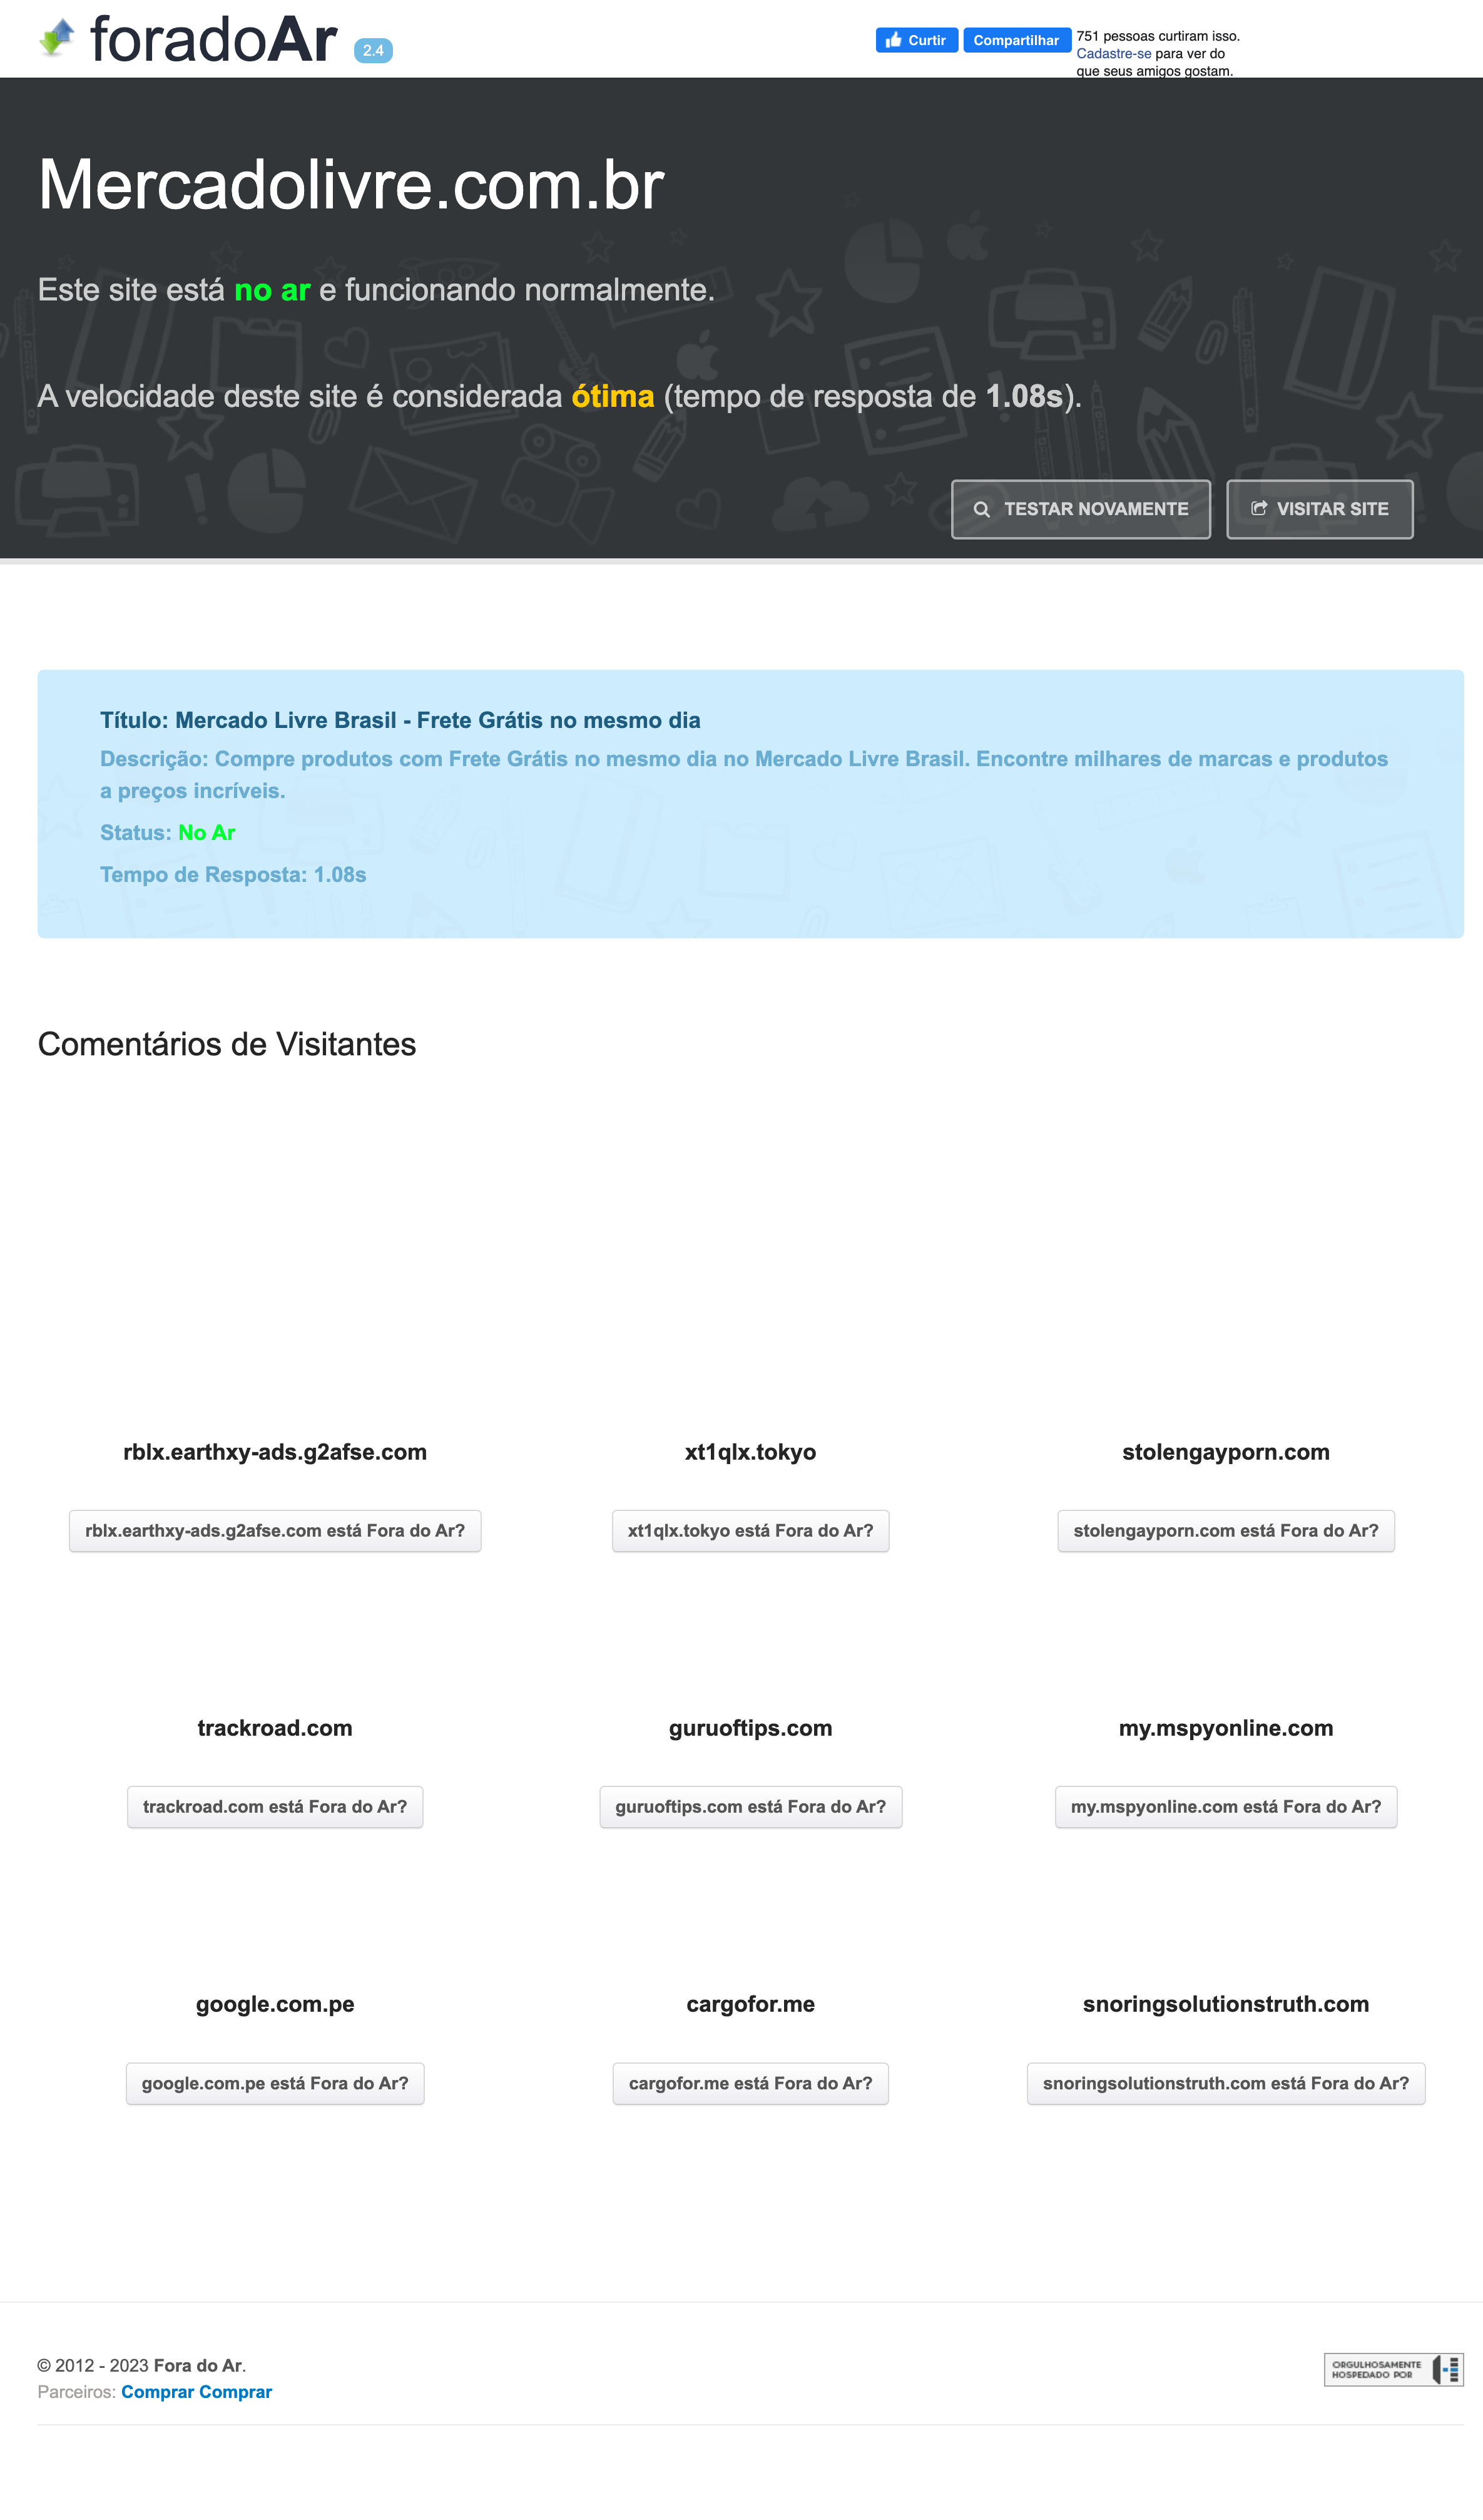 foradoAr 2.4
Curtir Compartilhar 751 pessoas curtiram isso.
Cadastre-se para ver do
que seus amigos gostam.
Mercadolivre.com.br
Este site está no ar e funcionando normalmente.
A velocidade deste site é considerada ótima (tempo de resposta de 1.08s).
TESTAR NOVAMENTE VISITAR SITE
Título: Mercado Livre Brasil - Frete Grátis no mesmo dia
Descrição: Compre produtos com Frete Grátis no mesmo dia no Mercado Livre Brasil. Encontre milhares de marcas e produtos
a preços incríveis.
Status: No Ar
Tempo de Resposta: 1.08s
Comentários de Visitantes
rblx.earthxy-ads.g2afse.com xt1qlx.tokyo stolengayporn.com
rblx.earthxy-ads.g2afse.com está Fora do Ar? xt1qlx.tokyo está Fora do Ar? stolengayporn.com está Fora do Ar?
trackroad.com guruoftips.com my.mspyonline.com
trackroad.com está Fora do Ar? guruoftips.com está Fora do Ar? my.mspyonline.com está Fora do Ar?
google.com.pe cargofor.me snoringsolutionstruth.com
google.com.pe está Fora do Ar? cargofor.me está Fora do Ar? snoringsolutionstruth.com está Fora do Ar?
© 2012 - 2023 Fora do Ar.
Parceiros: Comprar Comprar
ORGULHOSAMENTE
HOSPEDADO POR